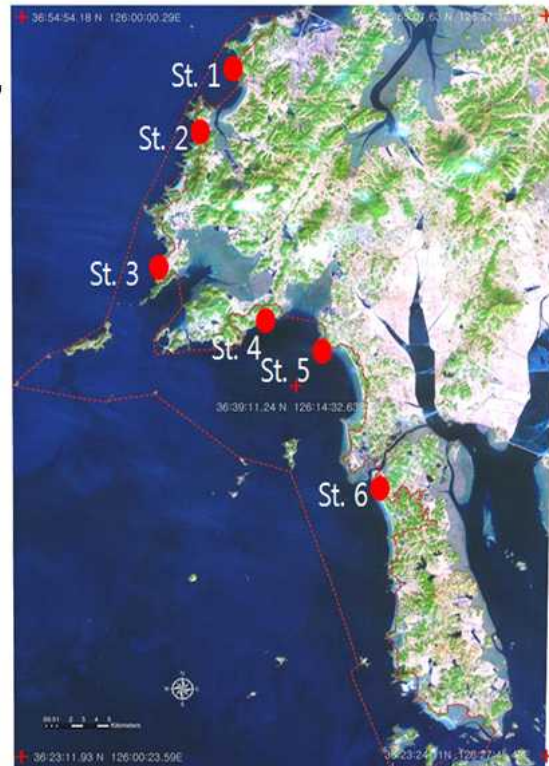 36:54:54.18 N 126:00:00.29E
St. 1
St. 2
St. 3
St. 4
St. 5
36:39:11.24 N 126:14:32.63E
St. 6
Kilometers
36:23:11.93 N 126:00:23.59E